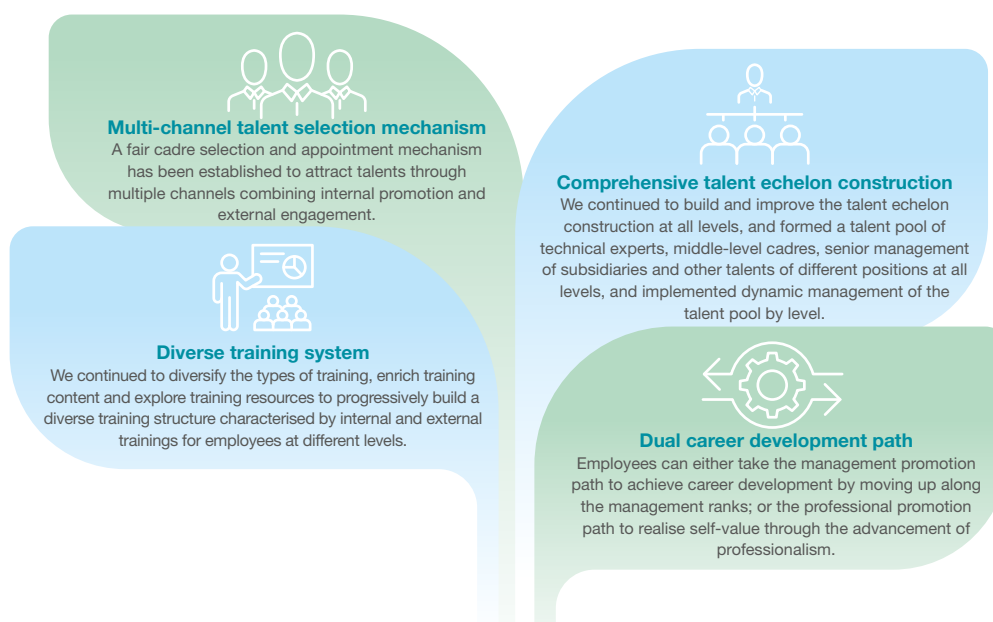 Multi-channel talent selection mechanism
A fair cadre selection and appointment mechanism
has been established to attract talents through
multiple channels combining internal promotion and
external engagement.
Comprehensive talent echelon construction
We continued to build and improve the talent echelon
construction at all levels, and formed a talent pool of
technical experts, middle-level cadres, senior management
of subsidiaries and other talents of different positions at all
levels, and implemented dynamic management of the
talent pool by level.
Diverse training system
We continued to diversify the types of training, enrich training
content and explore training resources to progressively build a
diverse training structure characterised by internal and external
trainings for employees at different levels.
Dual career development path
Employees can either take the management promotion
path to achieve career development by moving up along
the management ranks; or the professional promotion
path to realise self-value through the advancement of
professionalism.